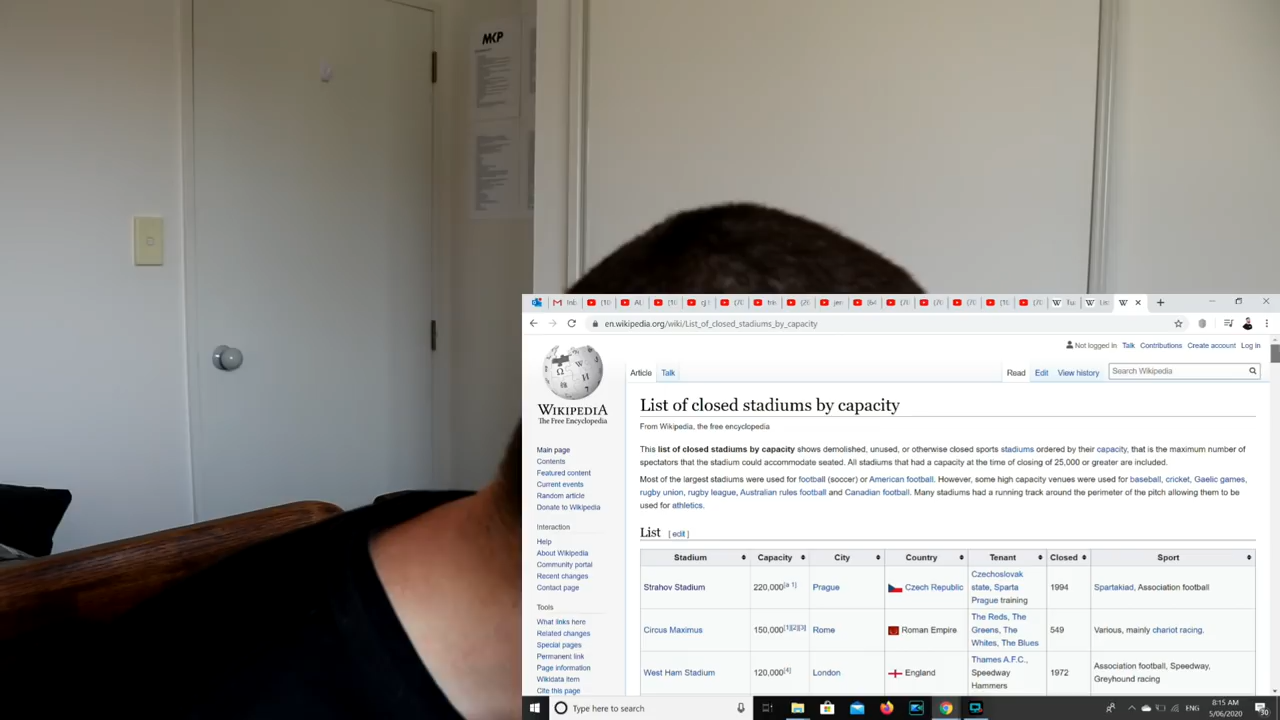 MKP
en.wikipedia.org/wiki/List_of_closed_stadiums_by_capacity
Not logged in Talk Contributions Create account Log in
Article Talk Read Edit View history Search Wikipedia
WIKIPEDIA
The Free Encyclopedia
Main page
Contents
Featured content
Current events
Random article
Donate to Wikipedia
Interaction
Help
About Wikipedia
Community portal
Recent changes
Contact page
Tools
What links here
Related changes
Special pages
Permanent link
Page information
Wikidata item
Cite this page
List of closed stadiums by capacity
From Wikipedia, the free encyclopedia
This list of closed stadiums by capacity shows demolished, unused, or otherwise closed sports stadiums ordered by their capacity, that is the maximum number of
spectators that the stadium could accommodate seated. All stadiums that had a capacity at the time of closing of 25,000 or greater are included.
Most of the largest stadiums were used for football (soccer) or American football. However, some high capacity venues were used for baseball, cricket, Gaelic games,
rugby union, rugby league, Australian rules football and Canadian football. Many stadiums had a running track around the perimeter of the pitch allowing them to be
used for athletics.
List [ edit ]
Stadium Capacity City Country Tenant Closed Sport
Strahov Stadium 220,000[a 1] Prague Czech Republic Czechoslovak state, Sparta Prague training 1994 Spartakiad, Association football
Circus Maximus 150,000[1][2][3] Rome Roman Empire The Reds, The Greens, The Whites, The Blues 549 Various, mainly chariot racing.
West Ham Stadium 120,000[4] London England Thames A.F.C., Speedway Hammers 1972 Association football, Speedway, Greyhound racing
Type here to search
ENG
8:15 AM
5/06/2020
30